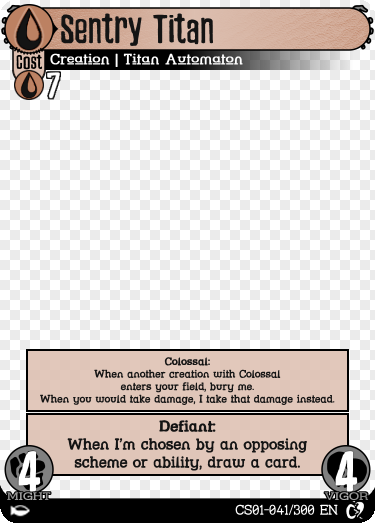 Sentry Titan
Cost
Creation | Titan Automaton
7
Colossal:
When another creation with Colossal
enters your field, bury me.
When you would take damage, I take that damage instead.
Defiant:
When I'm chosen by an opposing
scheme or ability, draw a card.
4
MIGHT
4
VIGOR
CS01-041/300 EN